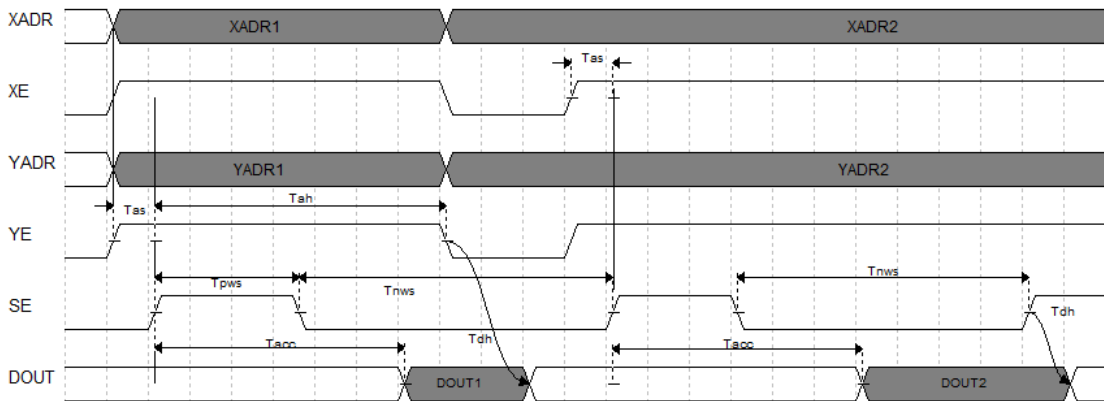 XADR XADR1 XADR2
Tas
XE
YADR YADR1 YADR2
Tas Tah
YE
Tpws Tnws Tnws
SE
Tdh Tdh
Tacc Tacc
DOUT DOUT1 DOUT2